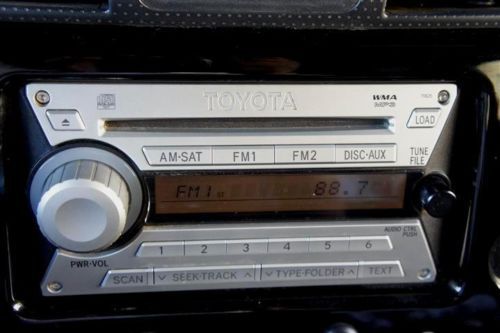 TOYOTA
WMA
MP3
LOAD
AM·SAT FM1 FM2 DISC·AUX
TUNE
FILE
FM1 ST 88.7
AUDIO CTRL
PUSH
1 2 3 4 5 6
PWR·VOL
SCAN ∨ SEEK·TRACK ∧ ∨ TYPE·FOLDER ∧ TEXT